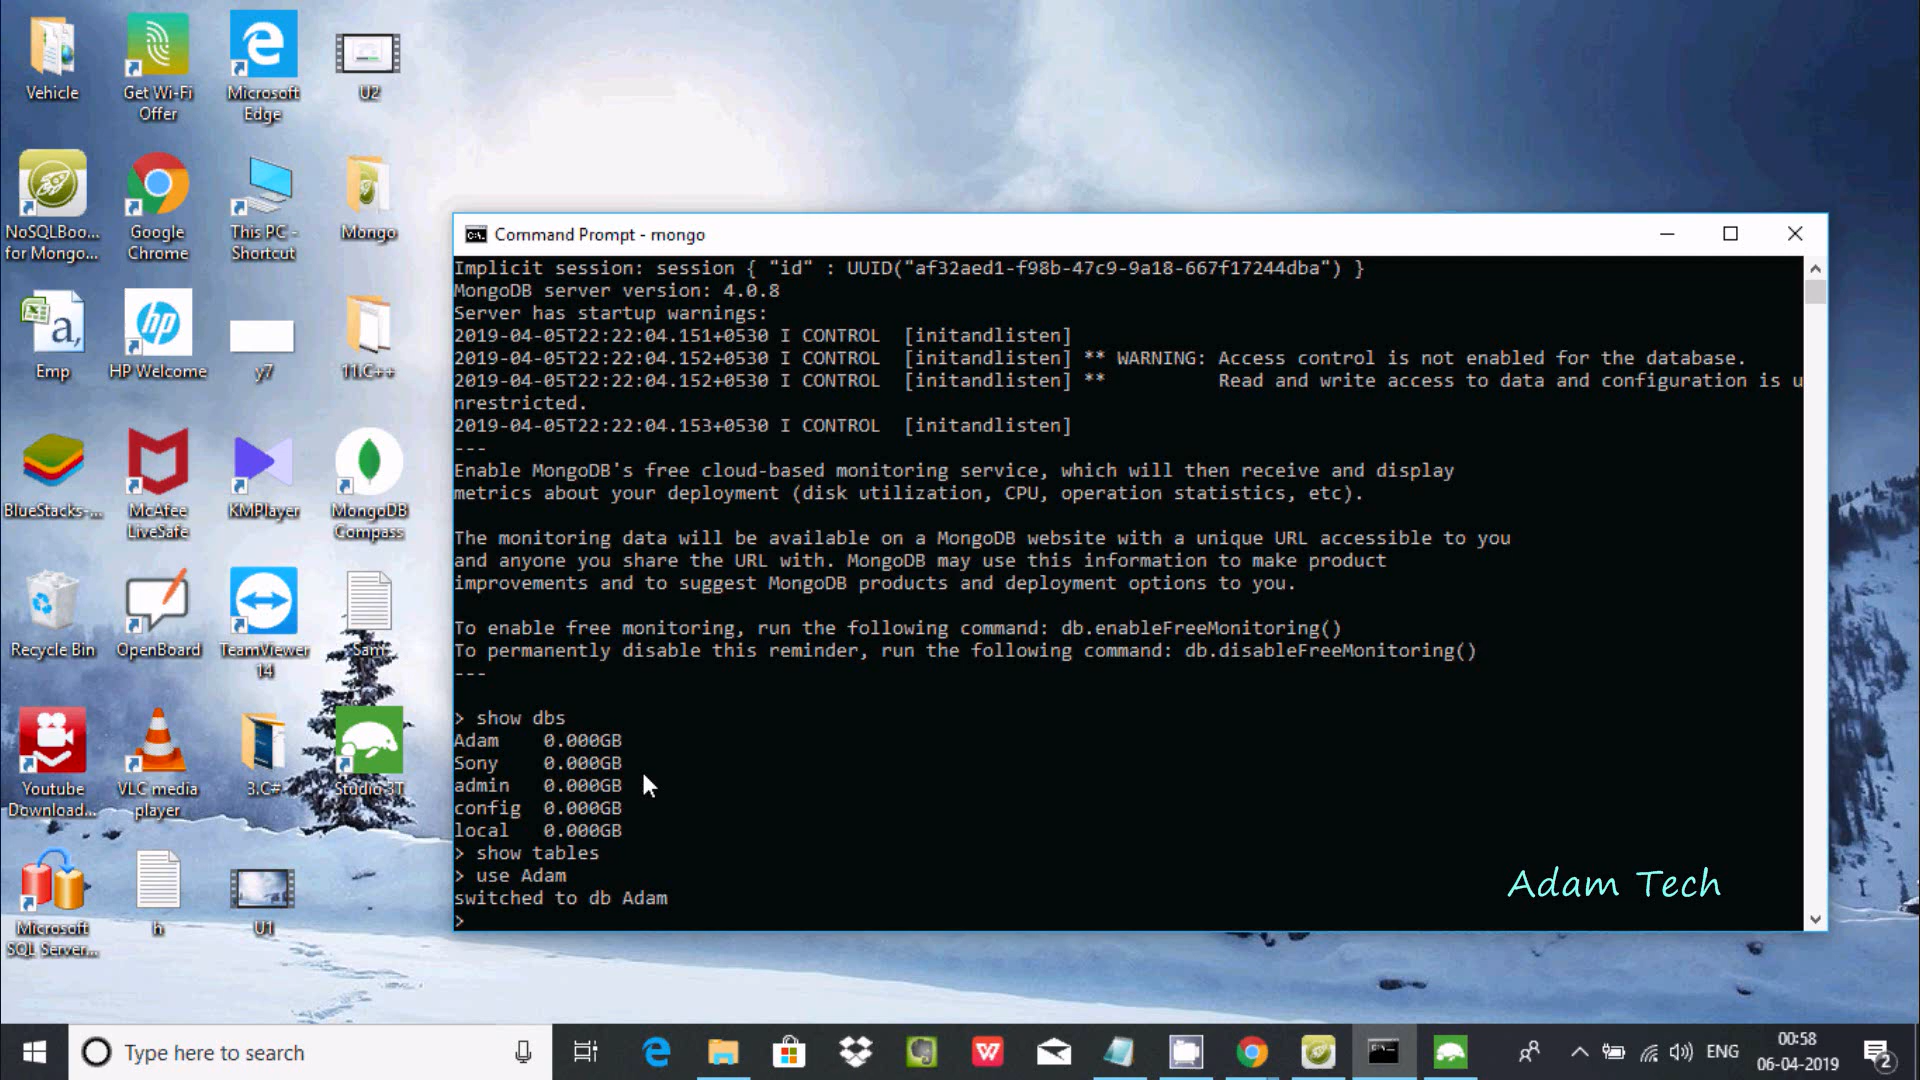 Vehicle
Get Wi-Fi
Offer
Microsoft
Edge
U2
NoSQLBoo...
for Mongo...
Google
Chrome
This PC -
Shortcut
Mongo
Emp
HP Welcome
y7
11.C++
BlueStacks-...
McAfee
LiveSafe
KMPlayer
MongoDB
Compass
Recycle Bin
OpenBoard
TeamViewer
14
Sam
Youtube
Download...
VLC media
player
3.C#
Studio 3T
Microsoft
SQL Server...
h
U1
Command Prompt - mongo
Implicit session: session { "id" : UUID("af32aed1-f98b-47c9-9a18-667f17244dba") }
MongoDB server version: 4.0.8
Server has startup warnings:
2019-04-05T22:22:04.151+0530 I CONTROL  [initandlisten]
2019-04-05T22:22:04.152+0530 I CONTROL  [initandlisten] ** WARNING: Access control is not enabled for the database.
2019-04-05T22:22:04.152+0530 I CONTROL  [initandlisten] **          Read and write access to data and configuration is u
nrestricted.
2019-04-05T22:22:04.153+0530 I CONTROL  [initandlisten]
---
Enable MongoDB's free cloud-based monitoring service, which will then receive and display
metrics about your deployment (disk utilization, CPU, operation statistics, etc).
The monitoring data will be available on a MongoDB website with a unique URL accessible to you
and anyone you share the URL with. MongoDB may use this information to make product
improvements and to suggest MongoDB products and deployment options to you.
To enable free monitoring, run the following command: db.enableFreeMonitoring()
To permanently disable this reminder, run the following command: db.disableFreeMonitoring()
---
> show dbs
Adam    0.000GB
Sony    0.000GB
admin   0.000GB
config  0.000GB
local   0.000GB
> show tables
> use Adam
switched to db Adam
>
Adam Tech
Type here to search
ENG
00:58
06-04-2019
2